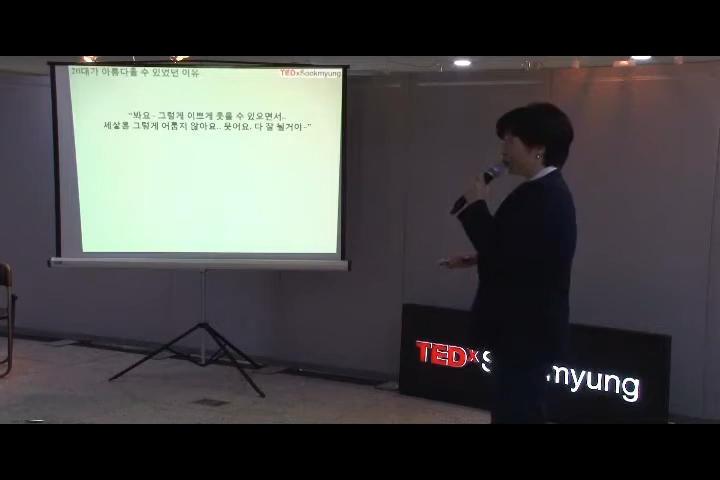 20대가 아름다울 수 있었던 이유
TEDxSookmyung
“봐요~ 그렇게 이쁘게 웃을 수 있으면서..
세상은 그렇게 어둡지 않아요.. 웃어요. 다 잘 될거야~”
TEDxS myung